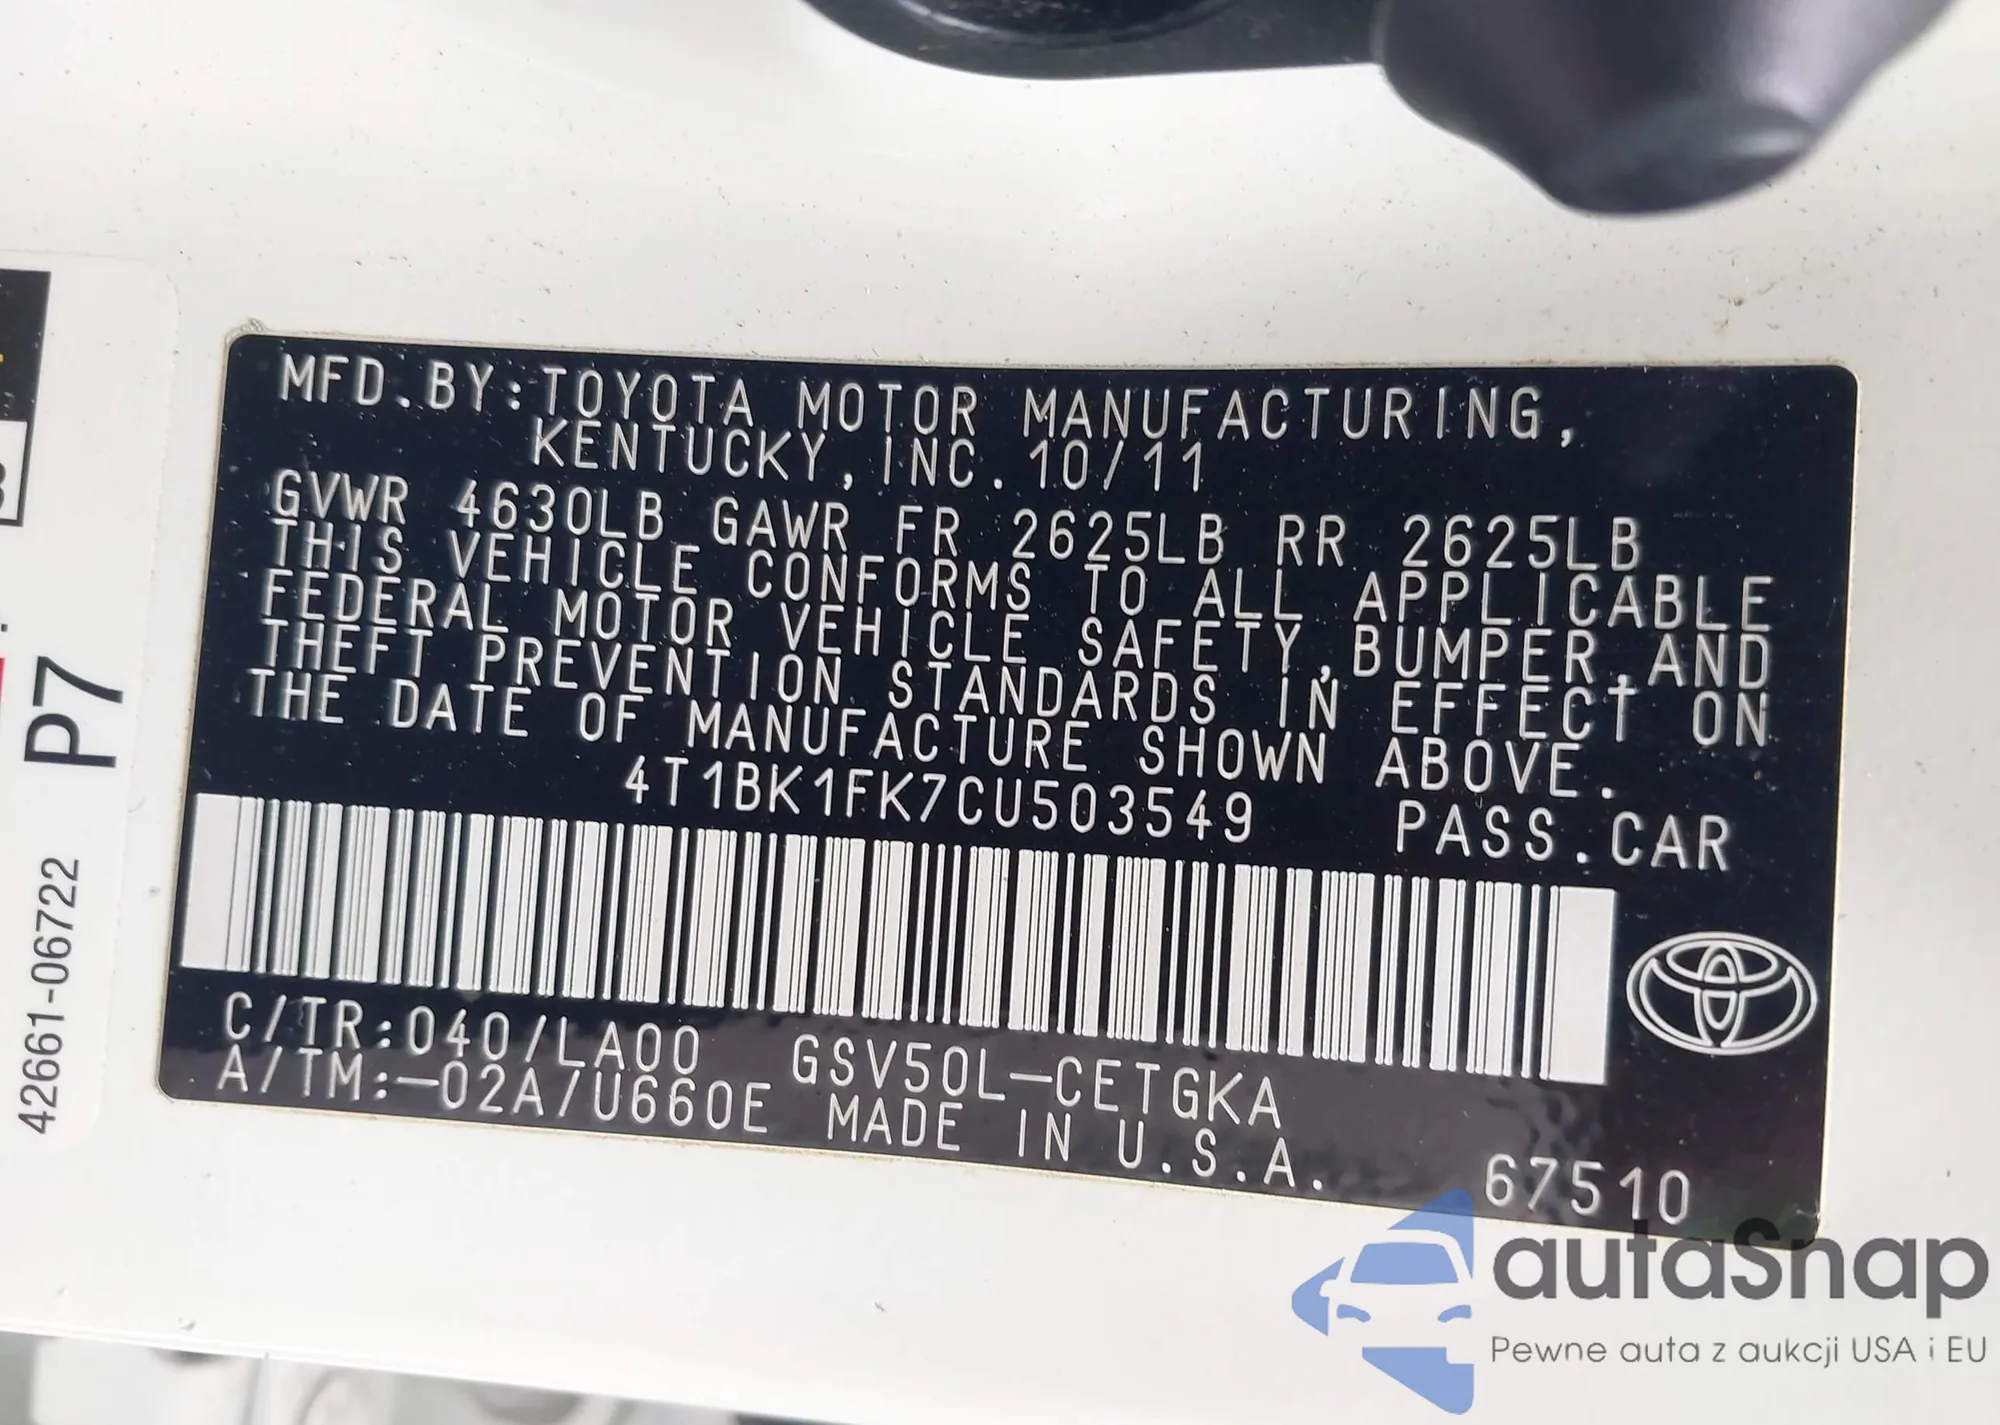 MFD.BY:TOYOTA MOTOR MANUFACTURING,
KENTUCKY,INC. 10/11
GVWR 4630LB GAWR FR 2625LB RR 2625LB
THIS VEHICLE CONFORMS TO ALL APPLICABLE
FEDERAL MOTOR VEHICLE SAFETY,BUMPER,AND
THEFT PREVENTION STANDARDS IN EFFECT ON
THE DATE OF MANUFACTURE SHOWN ABOVE.
4T1BK1FK7CU503549 PASS.CAR
C/TR:040/LA00 GSV50L-CETGKA
A/TM:-02A/U660E MADE IN U.S.A.
67510
P7
42661-06722
autaSnap
Pewne auta z aukcji USA i EU